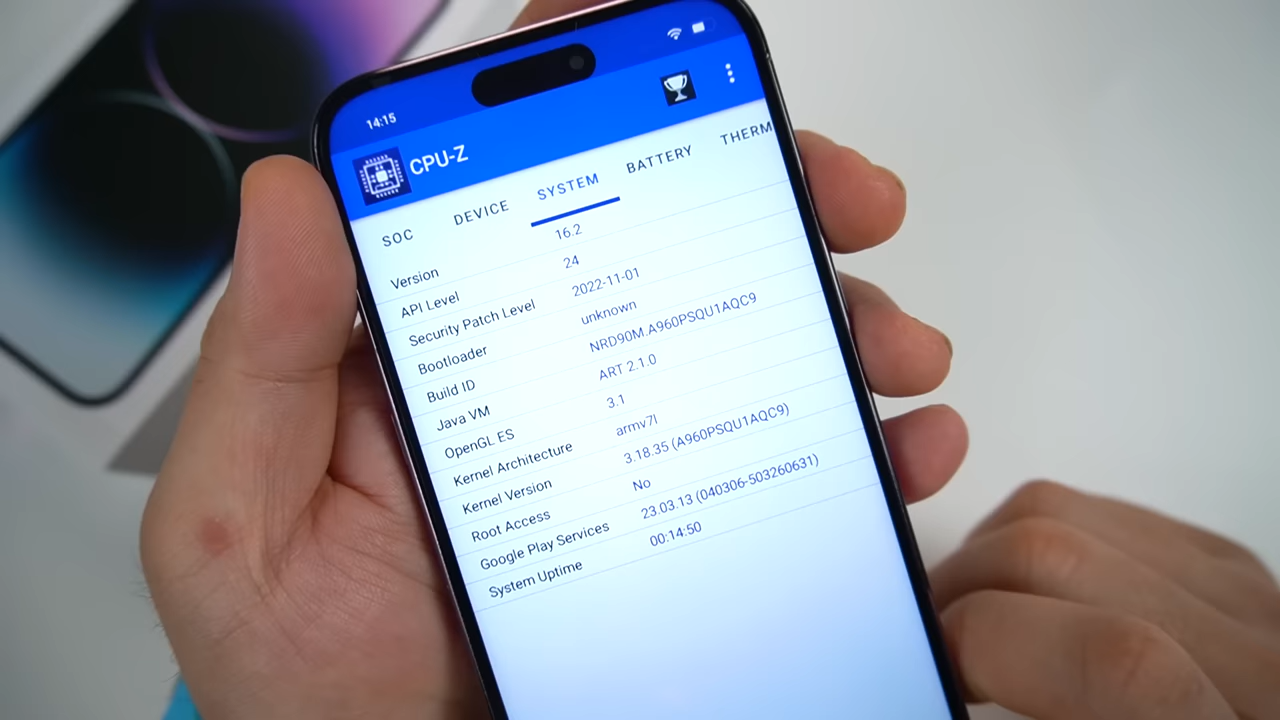 14:15
CPU-Z
SOC DEVICE SYSTEM BATTERY THERM
Version 16.2
API Level 24
Security Patch Level 2022-11-01
Bootloader unknown
Build ID NRD90M.A960PSQU1AQC9
Java VM ART 2.1.0
OpenGL ES 3.1
Kernel Architecture armv7l
Kernel Version 3.18.35 (A960PSQU1AQC9)
Root Access No
Google Play Services 23.03.13 (040306-503260631)
System Uptime 00:14:50